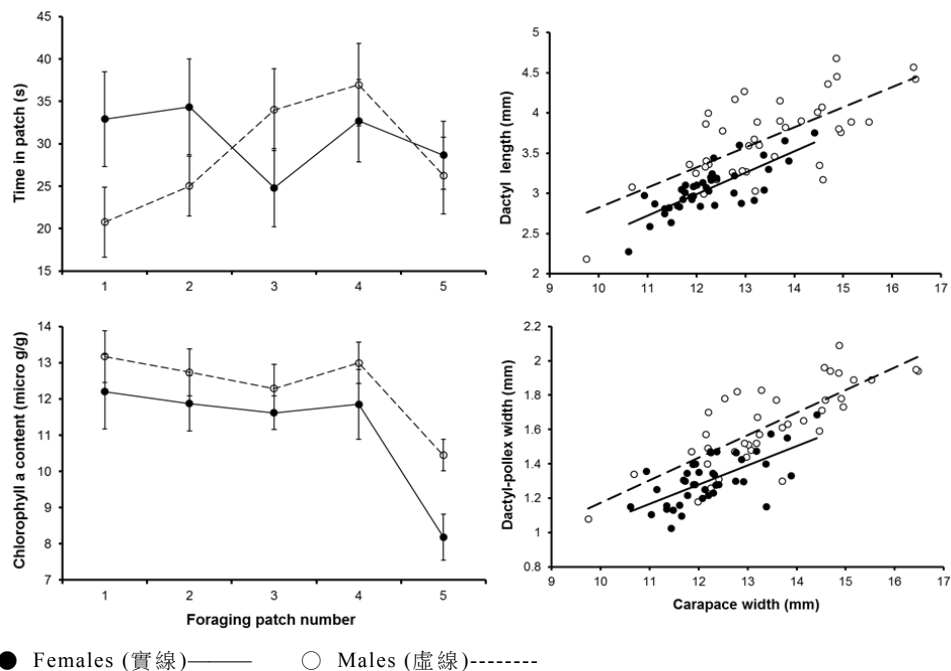 Time in patch (s)
45
40
35
30
25
20
15
1 2 3 4 5
Dactyl length (mm)
5
4.5
4
3.5
3
2.5
2
9 10 11 12 13 14 15 16 17
Chlorophyll a content (micro g/g)
14
13
12
11
10
9
8
7
1 2 3 4 5
Foraging patch number
Dactyl-pollex width (mm)
2.2
2
1.8
1.6
1.4
1.2
1
0.8
9 10 11 12 13 14 15 16 17
Carapace width (mm)
● Females (實線)—— ○ Males (虛線)--------